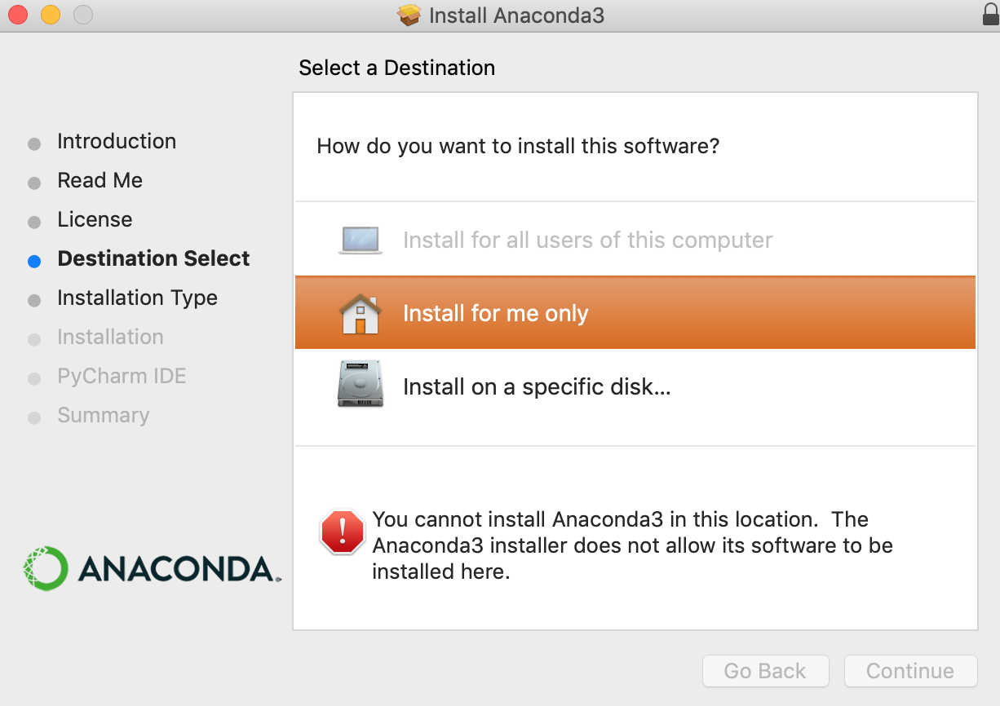 Install Anaconda3
Select a Destination
Introduction
Read Me
License
Destination Select
Installation Type
Installation
PyCharm IDE
Summary
ANACONDA.
How do you want to install this software?
Install for all users of this computer
Install for me only
Install on a specific disk...
You cannot install Anaconda3 in this location. The
Anaconda3 installer does not allow its software to be
installed here.
Go Back
Continue